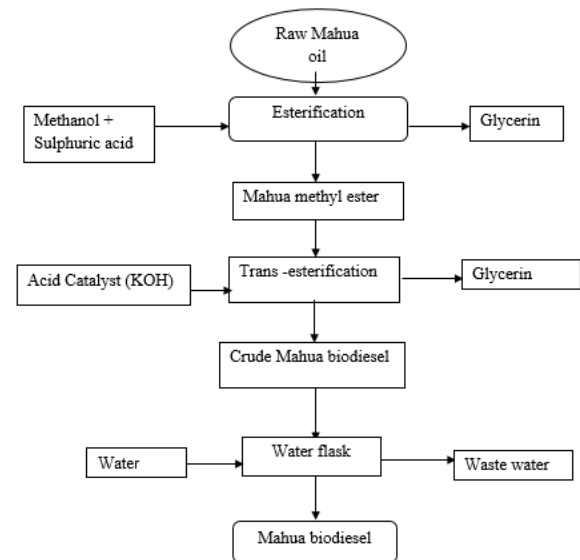 Raw Mahua
oil
Methanol +
Sulphuric acid
Esterification
Glycerin
Mahua methyl ester
Acid Catalyst (KOH)
Trans -esterification
Glycerin
Crude Mahua biodiesel
Water
Water flask
Waste water
Mahua biodiesel